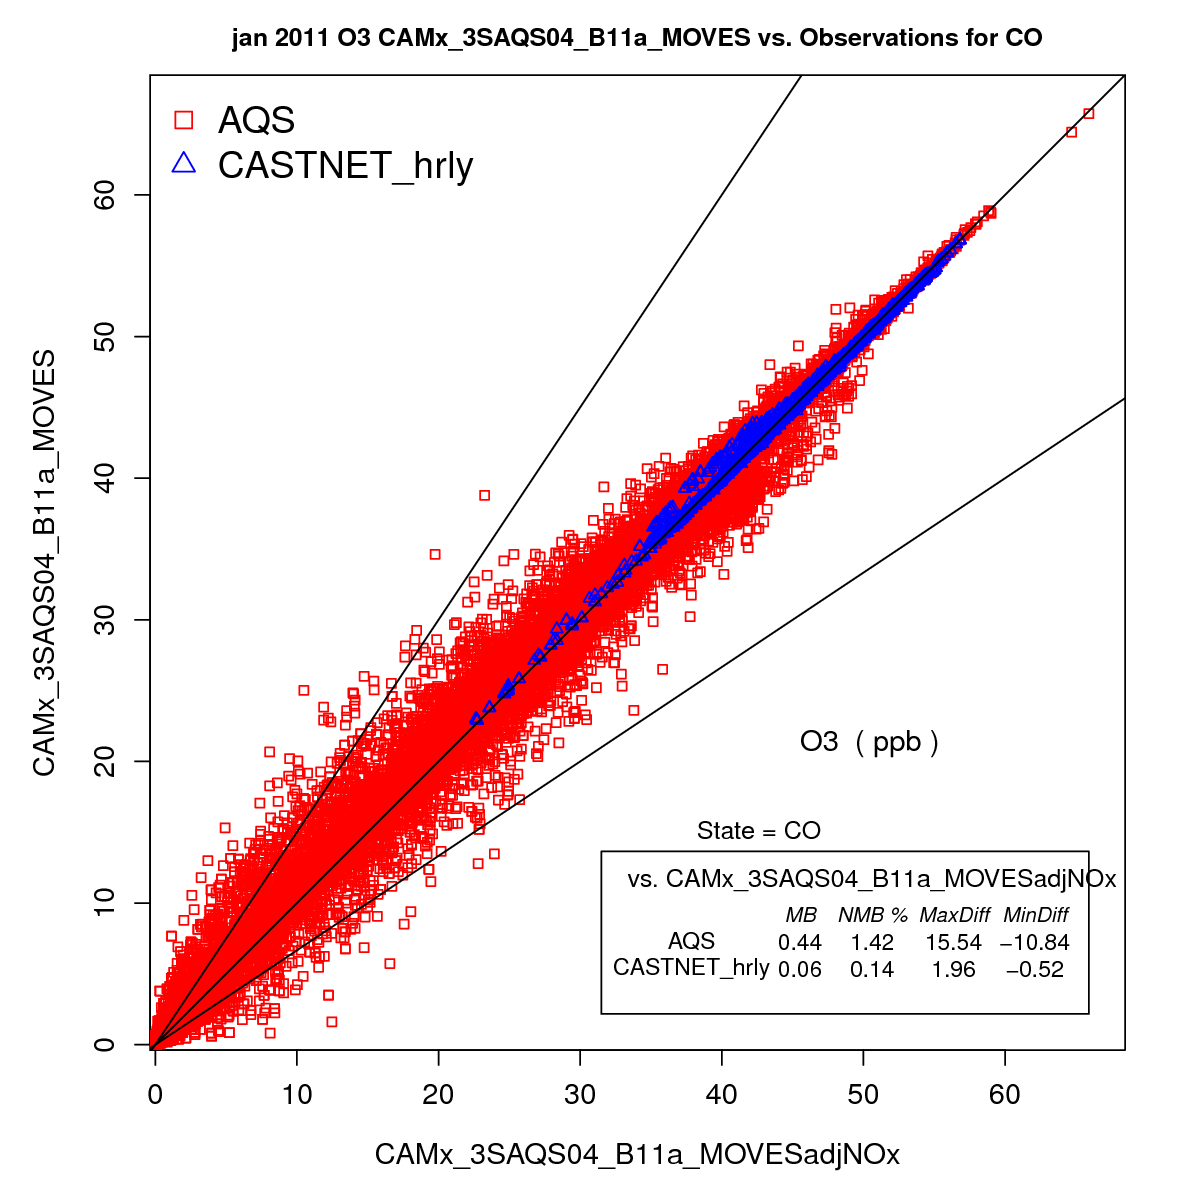 jan 2011 O3 CAMx_3SAQS04_B11a_MOVES vs. Observations for CO
AQS
CASTNET_hrly
CAMx_3SAQS04_B11a_MOVES
60
50
40
30
20
10
0
O3 ( ppb )
State = CO
vs. CAMx_3SAQS04_B11a_MOVESadjNOx
MB NMB % MaxDiff MinDiff
AQS 0.44 1.42 15.54 −10.84
CASTNET_hrly 0.06 0.14 1.96 −0.52
0 10 20 30 40 50 60
CAMx_3SAQS04_B11a_MOVESadjNOx